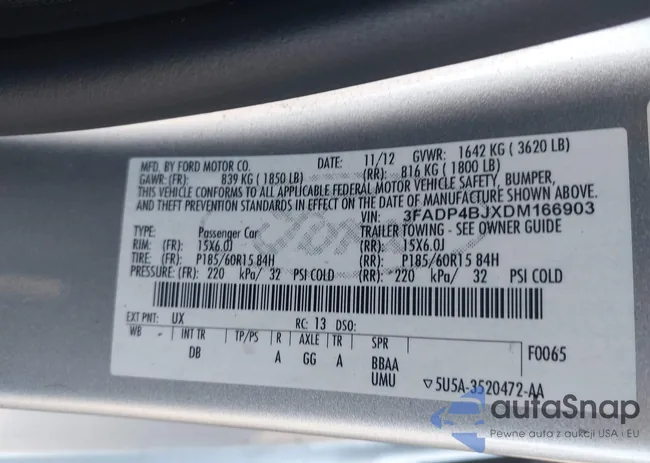 MFD. BY FORD MOTOR CO. DATE: 11/12 GVWR: 1642 KG ( 3620 LB)
GAWR: (FR): 839 KG ( 1850 LB) (RR): 816 KG ( 1800 LB)
THIS VEHICLE CONFORMS TO ALL APPLICABLE FEDERAL MOTOR VEHICLE SAFETY, BUMPER,
AND THEFT PREVENTION STANDARDS IN EFFECT ON THE DATE OF MANUFACTURE SHOWN ABOVE.
VIN: 3FADP4BJXDM166903
TYPE: Passenger Car TRAILER TOWING - SEE OWNER GUIDE
RIM: (FR): 15X6.0J (RR): 15X6.0J
TIRE: (FR): P185/60R15 84H (RR): P185/60R15 84H
PRESSURE: (FR): 220 kPa/ 32 PSI COLD (RR): 220 kPa/ 32 PSI COLD
EXT PNT: UX RC: 13 DSO:
WB INT TR TP/PS R AXLE TR SPR F0065
- DB A GG A BBAA
UMU ▽5U5A-3520472-AA
autaSnap
Pewne auta z aukcji USA i EU